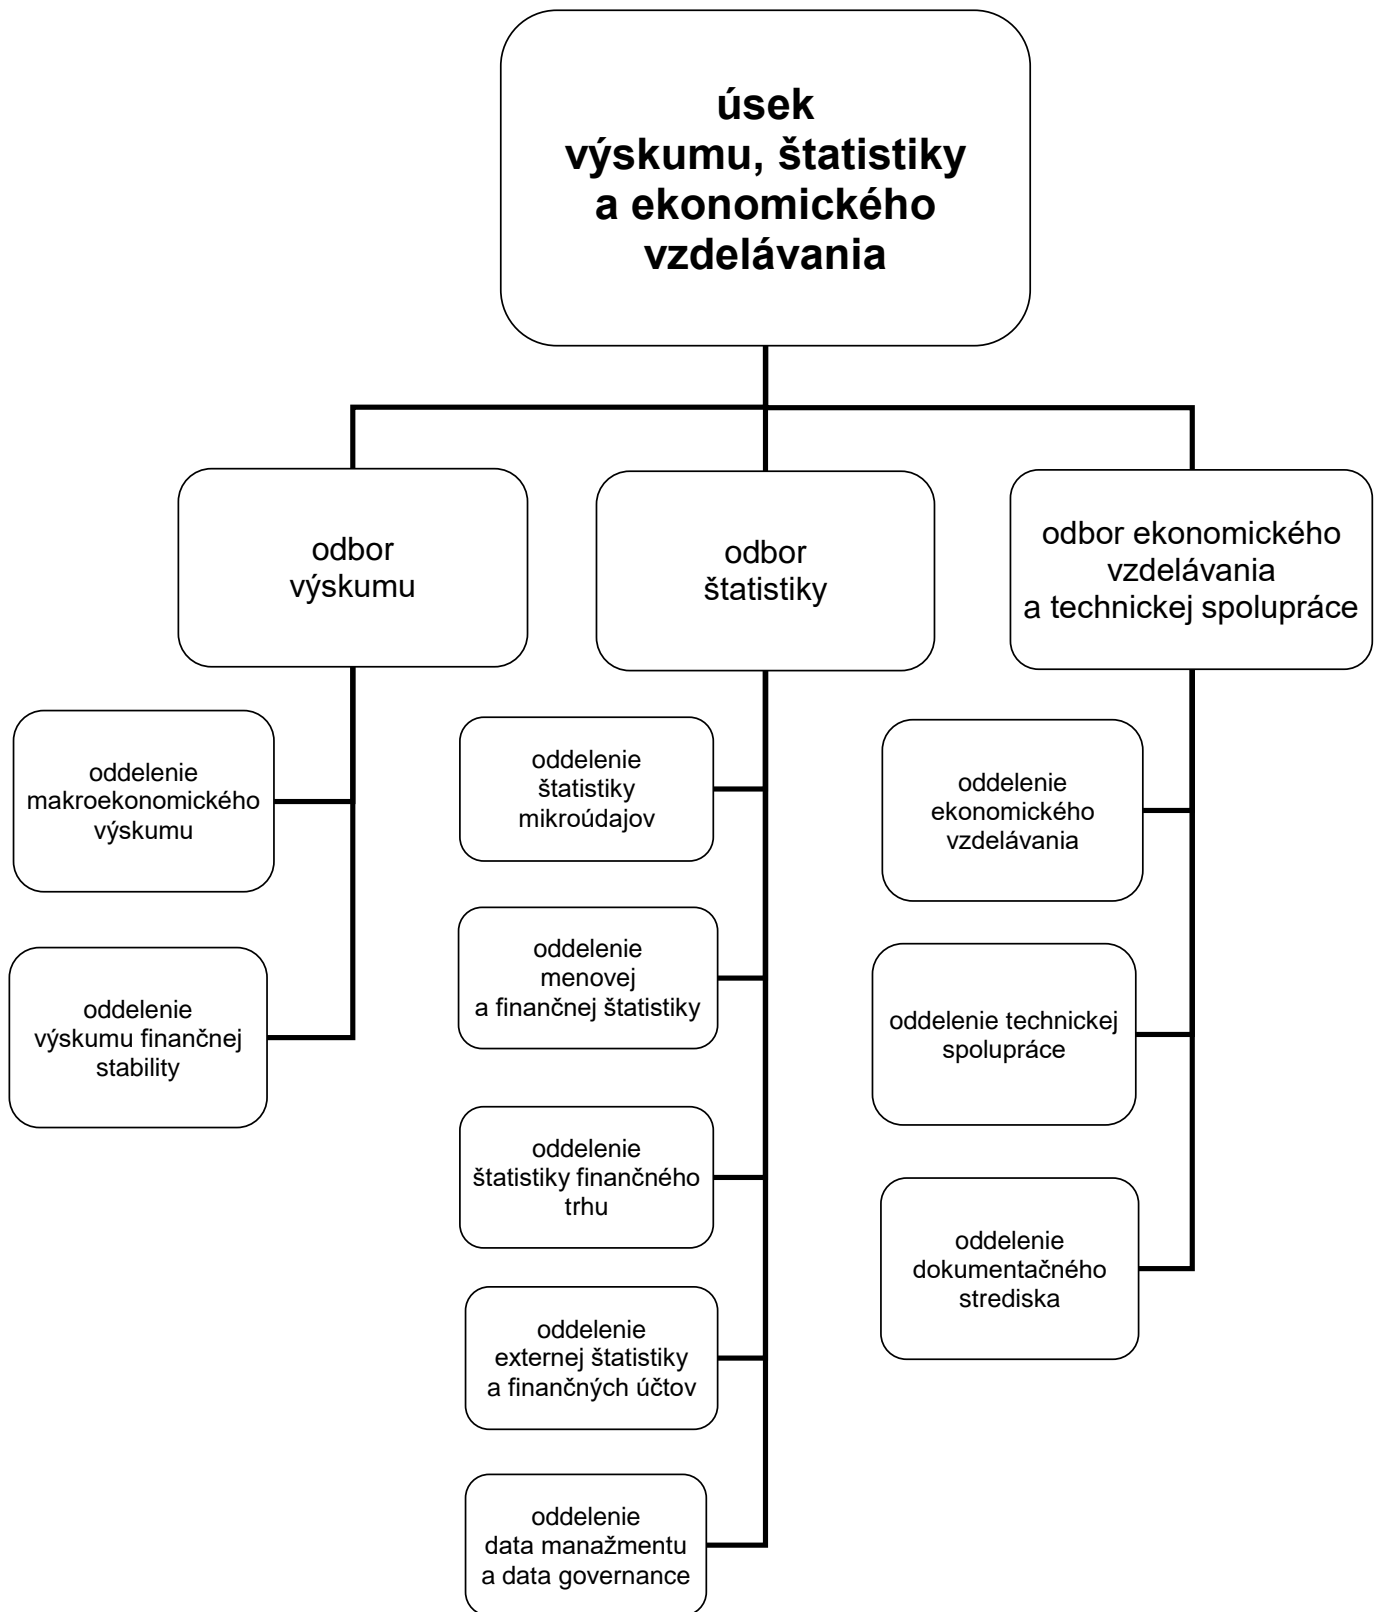 úsek
výskumu, štatistiky
a ekonomického
vzdelávania
odbor
výskumu
odbor
štatistiky
odbor ekonomického
vzdelávania
a technickej spolupráce
oddelenie
makroekonomického
výskumu
oddelenie
výskumu finančnej
stability
oddelenie
štatistiky
mikroúdajov
oddelenie
menovej
a finančnej štatistiky
oddelenie
štatistiky finančného
trhu
oddelenie
externej štatistiky
a finančných účtov
oddelenie
data manažmentu
a data governance
oddelenie
ekonomického
vzdelávania
oddelenie technickej
spolupráce
oddelenie
dokumentačného
strediska